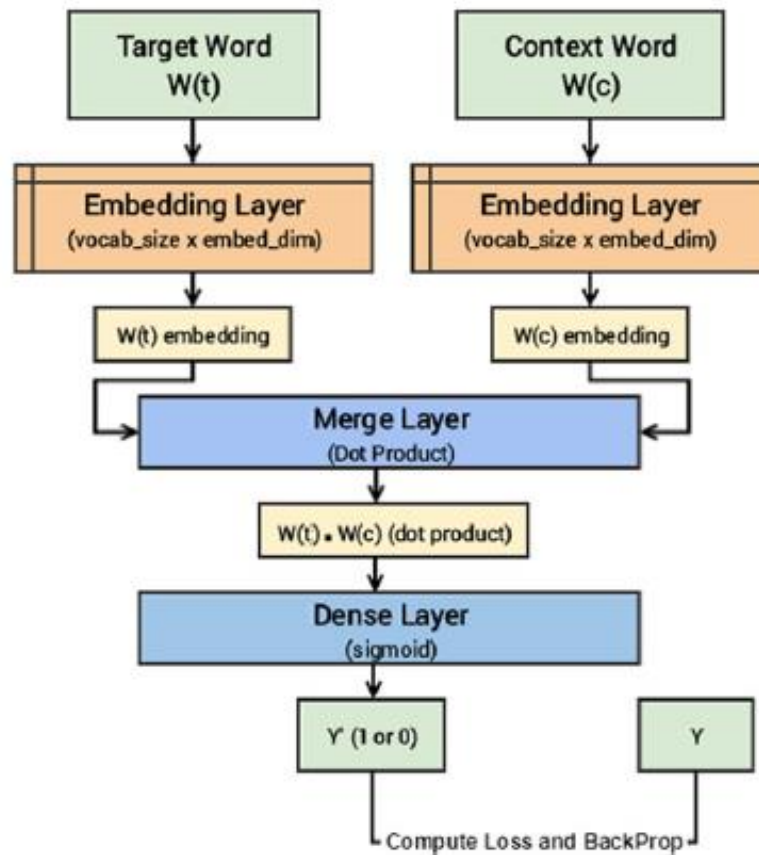 Target Word
W(t)
Context Word
W(c)
Embedding Layer
(vocab_size x embed_dim)
Embedding Layer
(vocab_size x embed_dim)
W(t) embedding
W(c) embedding
Merge Layer
(Dot Product)
W(t) . W(c) (dot product)
Dense Layer
(sigmoid)
Y' (1 or 0)
Y
Compute Loss and BackProp